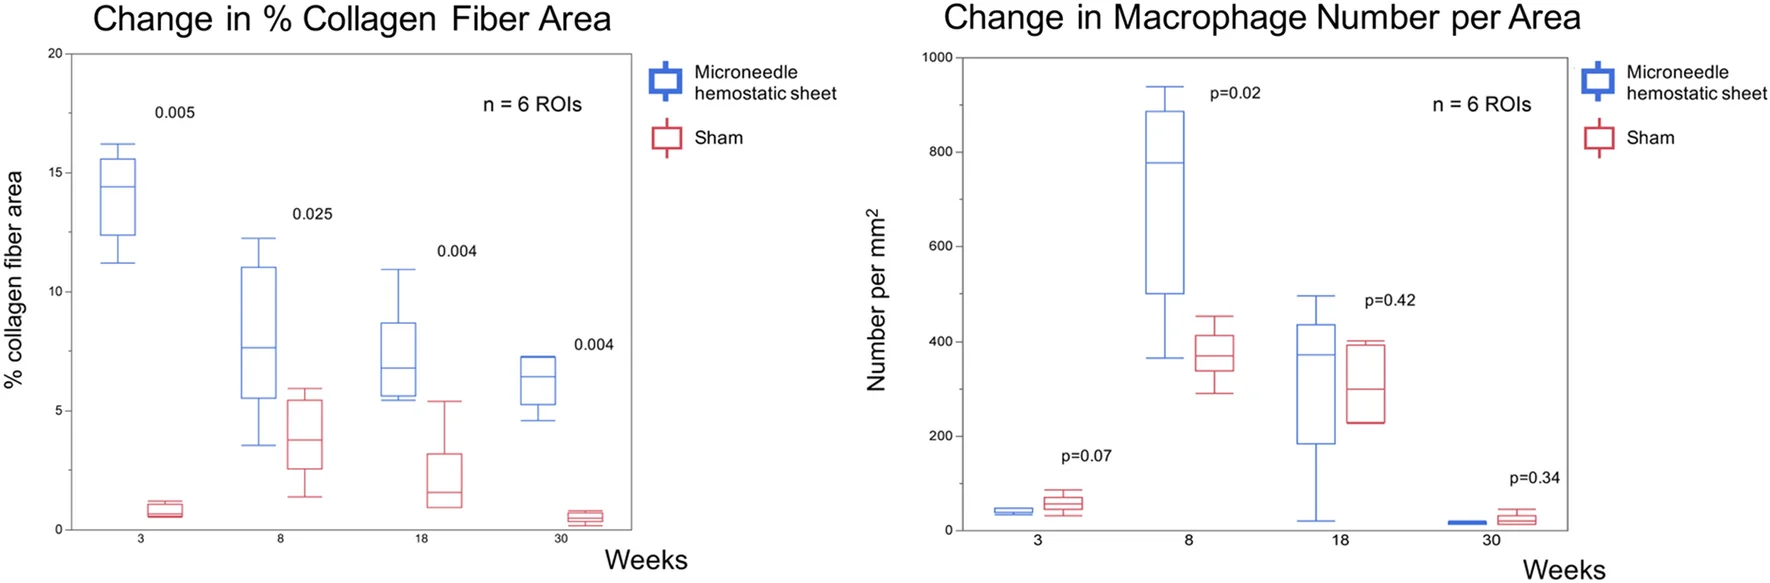 Change in % Collagen Fiber Area
20
15
10
5
0
% collagen fiber area
0.005
0.025
0.004
0.004
n = 6 ROIs
3
8
18
30
Weeks
Microneedle
hemostatic sheet
Sham
Change in Macrophage Number per Area
1000
800
600
400
200
0
Number per mm²
p=0.07
p=0.02
p=0.42
p=0.34
n = 6 ROIs
3
8
18
30
Weeks
Microneedle
hemostatic sheet
Sham